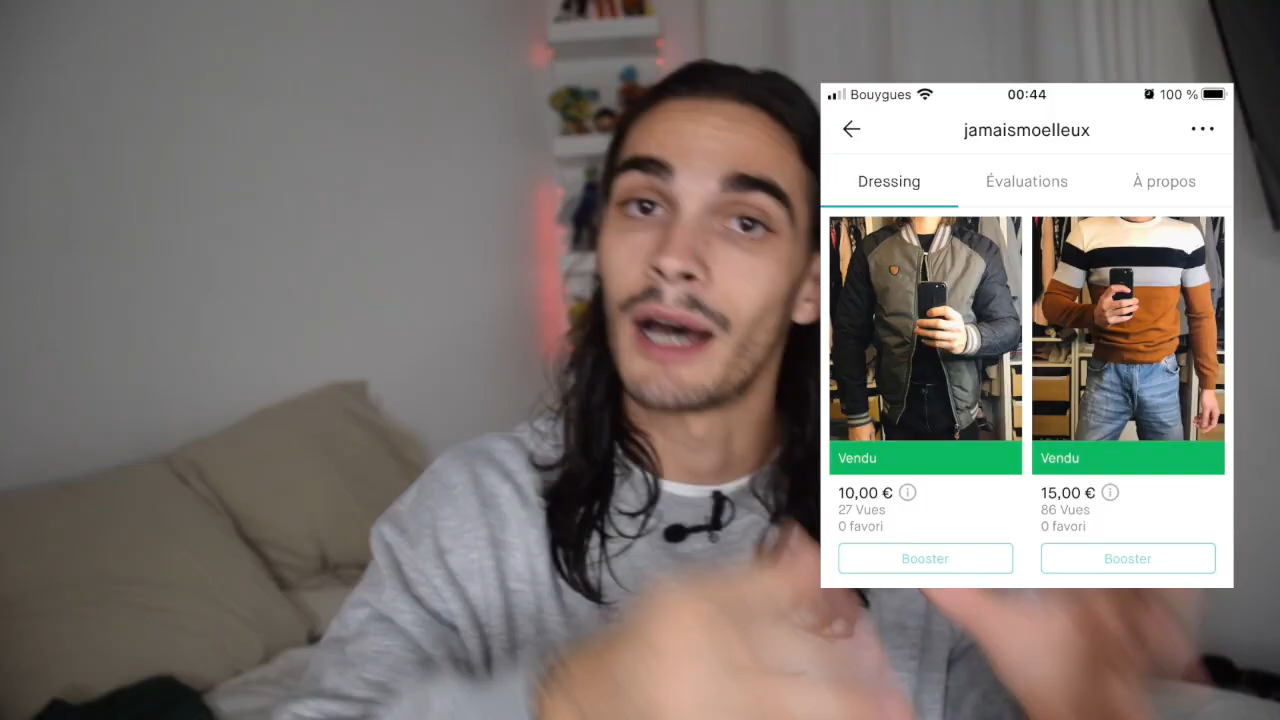 Bouygues 00:44 100 %
jamaismoelleux
Dressing Évaluations À propos
Vendu Vendu
10,00 € 15,00 €
27 Vues 86 Vues
0 favori 0 favori
Booster Booster